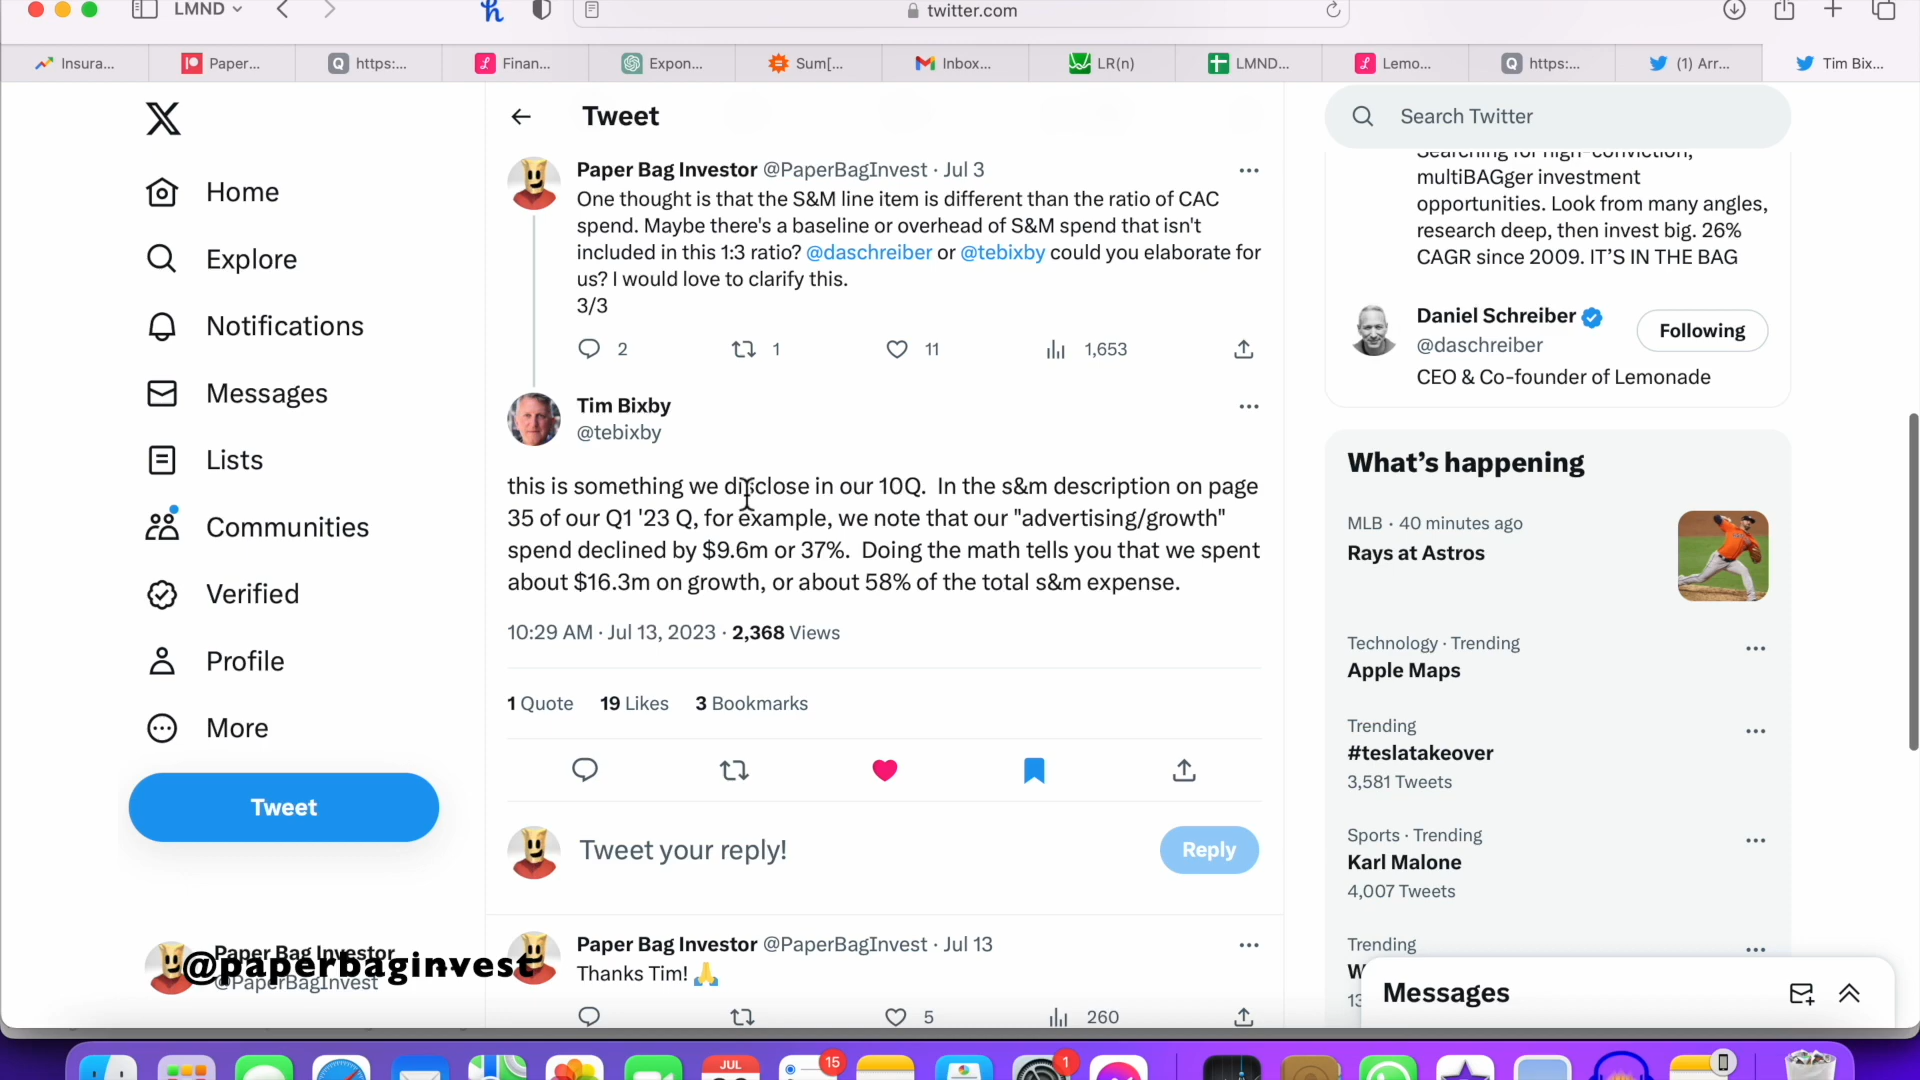 LMND
twitter.com
Insura...
Paper...
https:...
Finan...
Expon...
Sum[...
Inbox...
LR(n)
LMND...
Lemo...
https:...
(1) Arr...
Tim Bix...
Home
Explore
Notifications
Messages
Lists
Communities
Verified
Profile
More
Tweet
Paper Bag Investor
@PaperBagInvest
@paperbaginvest
Tweet
Paper Bag Investor @PaperBagInvest · Jul 3
One thought is that the S&M line item is different than the ratio of CAC
spend. Maybe there's a baseline or overhead of S&M spend that isn't
included in this 1:3 ratio? @daschreiber or @tebixby could you elaborate for
us? I would love to clarify this.
3/3
2 1 11 1,653
Tim Bixby
@tebixby
this is something we disclose in our 10Q. In the s&m description on page
35 of our Q1 '23 Q, for example, we note that our "advertising/growth"
spend declined by $9.6m or 37%. Doing the math tells you that we spent
about $16.3m on growth, or about 58% of the total s&m expense.
10:29 AM · Jul 13, 2023 · 2,368 Views
1 Quote 19 Likes 3 Bookmarks
Tweet your reply!
Reply
Paper Bag Investor @PaperBagInvest · Jul 13
Thanks Tim! 🙏
5 260
Search Twitter
Searching for high-conviction,
multiBAGger investment
opportunities. Look from many angles,
research deep, then invest big. 26%
CAGR since 2009. IT'S IN THE BAG
Daniel Schreiber
@daschreiber
Following
CEO & Co-founder of Lemonade
What's happening
MLB · 40 minutes ago
Rays at Astros
Technology · Trending
Apple Maps
Trending
#teslatakeover
3,581 Tweets
Sports · Trending
Karl Malone
4,007 Tweets
Trending
Messages
JUL
15
1